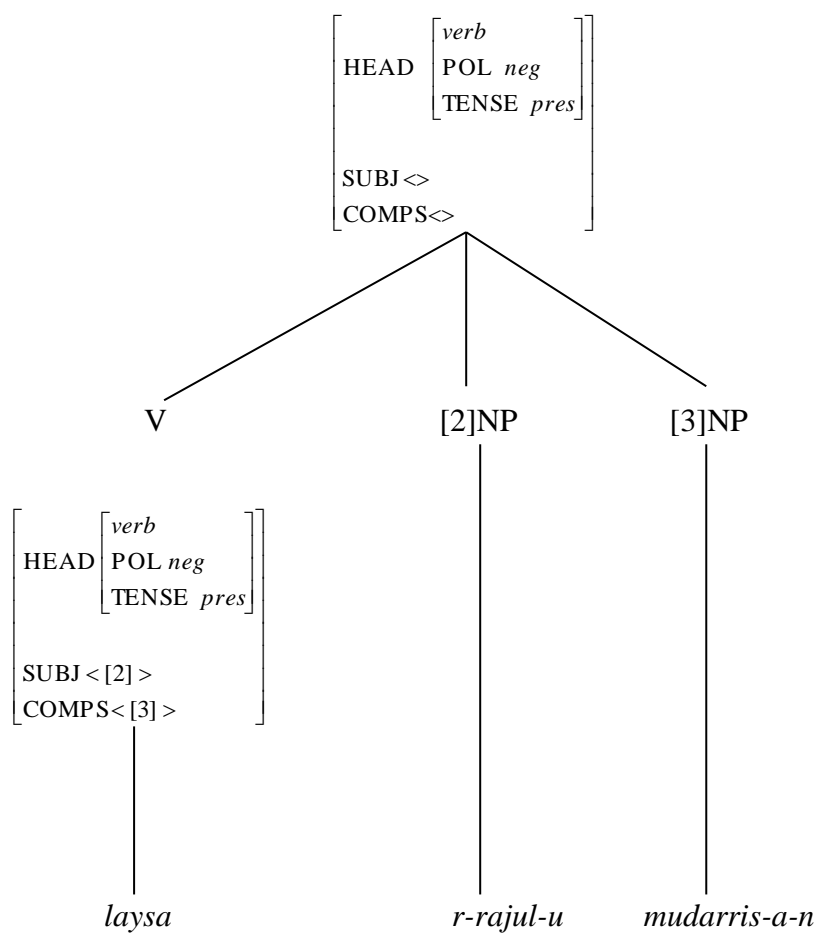 verb
HEAD POL neg
TENSE pres
SUBJ<>
COMPS<>
V [2]NP [3]NP
verb
HEAD POL neg
TENSE pres
SUBJ<[2]>
COMPS<[3]>
laysa r-rajul-u mudarris-a-n